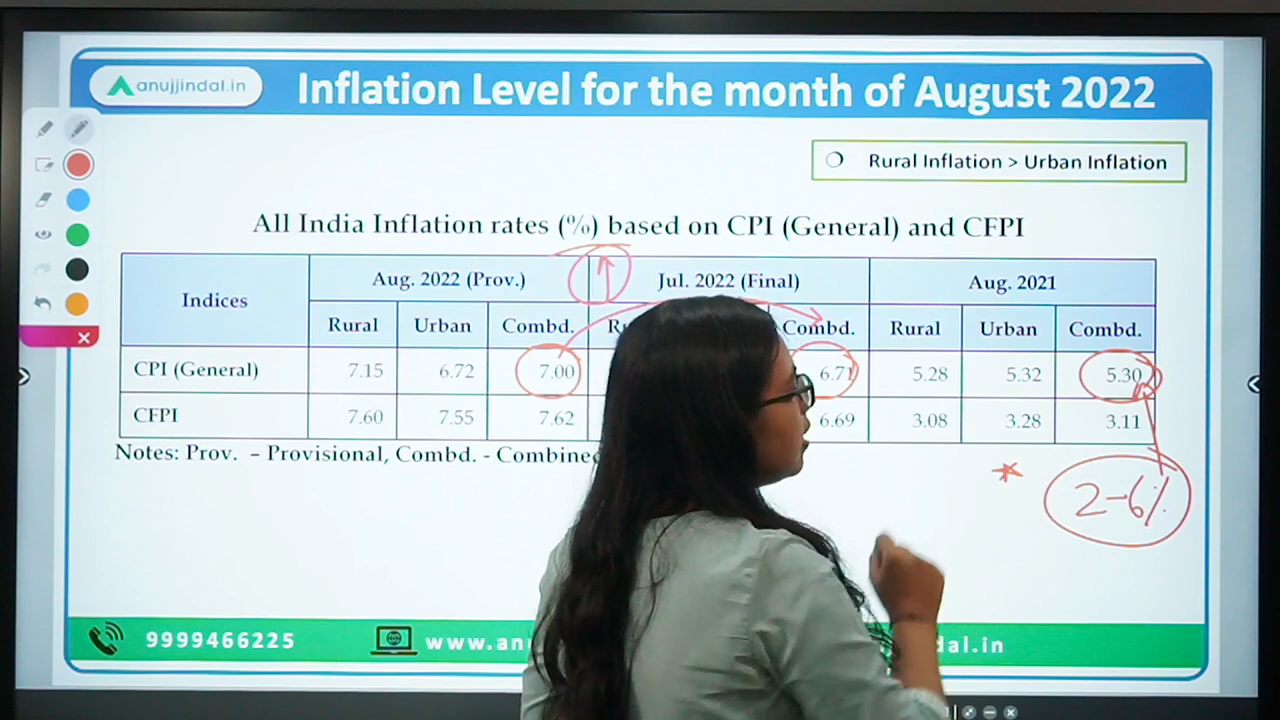 anujjindal.in
Inflation Level for the month of August 2022
Rural Inflation > Urban Inflation
All India Inflation rates (%) based on CPI (General) and CFPI
Indices Aug. 2022 (Prov.) Jul. 2022 (Final) Aug. 2021
Rural Urban Combd. Combd. Rural Urban Combd.
CPI (General) 7.15 6.72 7.00 6.71 5.28 5.32 5.30
CFPI 7.60 7.55 7.62 6.69 3.08 3.28 3.11
Notes: Prov. – Provisional, Combd. - Combined
2-6%
9999466225